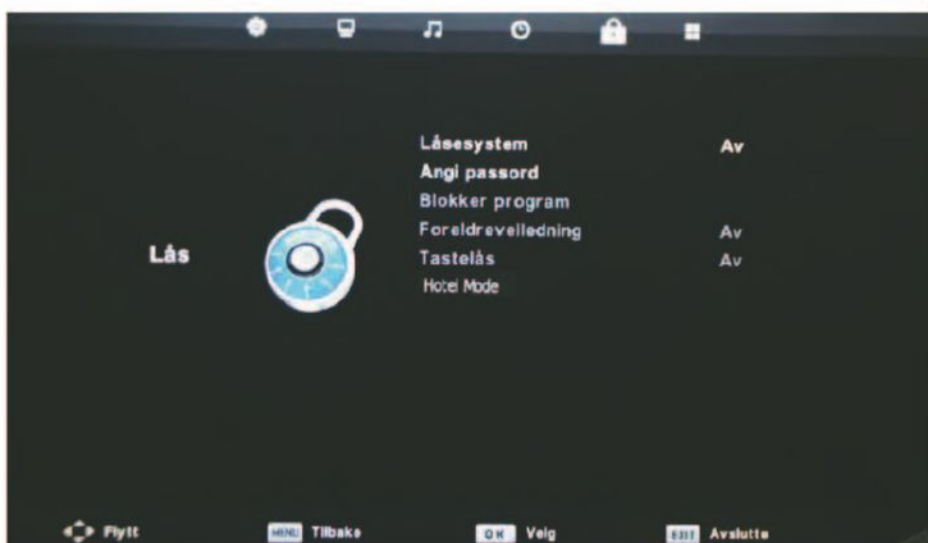 Låsesystem Av
Angi passord
Blokker program
Foreldreveiledning Av
Lås
Tastelås Av
Hotel Mode
Flytt MENU Tilbake OK Velg EXIT Avslutte